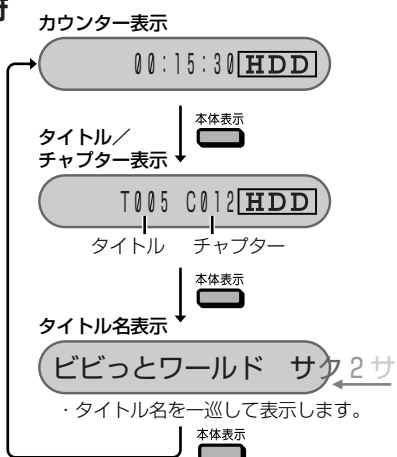 カウンター表示
00:15:30 HDD
本体表示
タイトル/
チャプター表示
T005 C012 HDD
タイトル チャプター
本体表示
タイトル名表示
ビビっとワールド サク2サ
・タイトル名を一巡して表示します。
本体表示